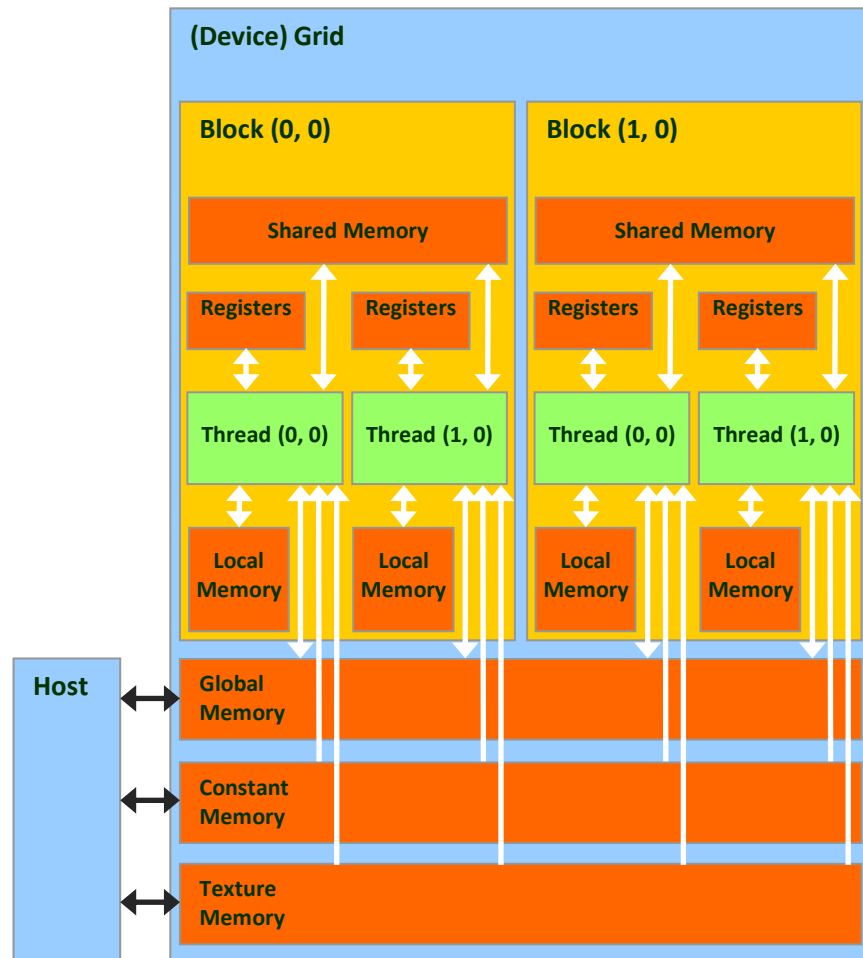 (Device) Grid
Block (0, 0)
Shared Memory
Registers
Registers
Thread (0, 0)
Thread (1, 0)
Local
Memory
Local
Memory
Block (1, 0)
Shared Memory
Registers
Registers
Thread (0, 0)
Thread (1, 0)
Local
Memory
Local
Memory
Host
Global
Memory
Constant
Memory
Texture
Memory